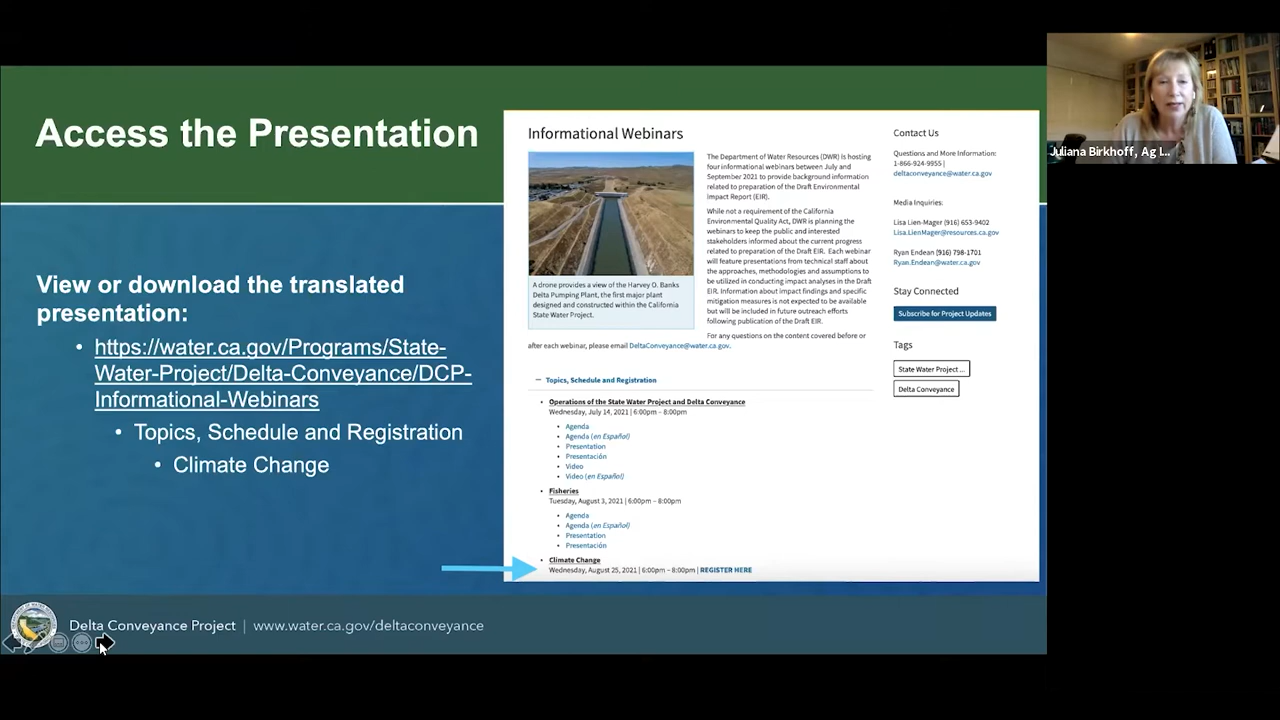 Access the Presentation
View or download the translated
presentation:
• https://water.ca.gov/Programs/State-
Water-Project/Delta-Conveyance/DCP-
Informational-Webinars
• Topics, Schedule and Registration
• Climate Change
Informational Webinars
A drone provides a view of the Harvey O. Banks
Delta Pumping Plant, the first major plant
designed and constructed within the California
State Water Project.
The Department of Water Resources (DWR) is hosting
four informational webinars between July and
September 2021 to provide background information
related to preparation of the Draft Environmental
Impact Report (EIR).
While not a requirement of the California
Environmental Quality Act, DWR is planning the
webinars to keep the public and interested
stakeholders informed about the current progress
related to preparation of the Draft EIR. Each webinar
will feature presentations from technical staff about
the approaches, methodologies and assumptions to
be utilized in conducting impact analyses in the Draft
EIR. Information about impact findings and specific
mitigation measures is not expected to be available
but will be included in future outreach efforts
following publication of the Draft EIR.
For any questions on the content covered before or
after each webinar, please email DeltaConveyance@water.ca.gov.
— Topics, Schedule and Registration
• Operations of the State Water Project and Delta Conveyance
Wednesday, July 14, 2021 | 6:00pm – 8:00pm
• Agenda
• Agenda (en Español)
• Presentation
• Presentación
• Video
• Video (en Español)
• Fisheries
Tuesday, August 3, 2021 | 6:00pm – 8:00pm
• Agenda
• Agenda (en Español)
• Presentation
• Presentación
• Climate Change
Wednesday, August 25, 2021 | 6:00pm – 8:00pm | REGISTER HERE
Contact Us
Questions and More Information:
1-866-924-9955 |
deltaconveyance@water.ca.gov
Media Inquiries:
Lisa Lien-Mager (916) 653-9402
Lisa.LienMager@resources.ca.gov
Ryan Endean (916) 798-1701
Ryan.Endean@water.ca.gov
Stay Connected
Subscribe for Project Updates
Tags
State Water Project ...
Delta Conveyance
Delta Conveyance Project | www.water.ca.gov/deltaconveyance
Juliana Birkhoff, Ag I...